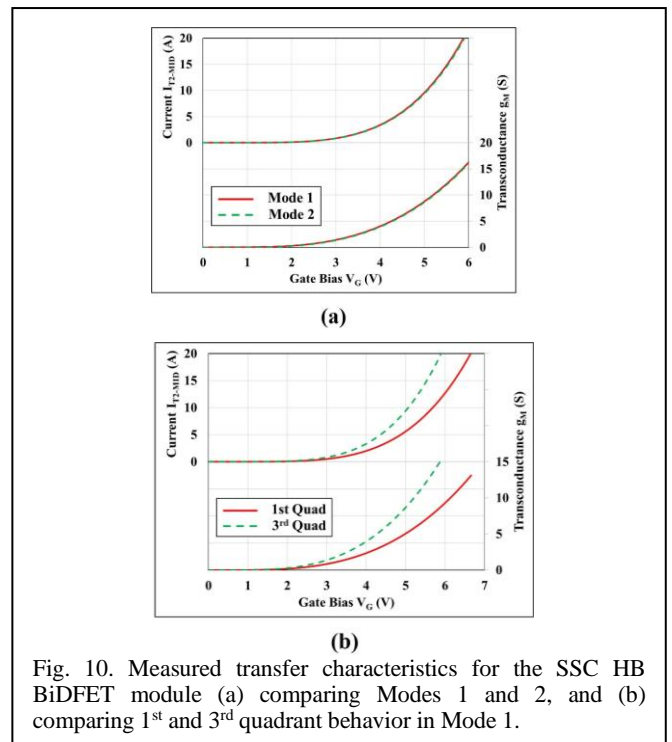 20
15
10
5
0
Current I_T2-MID (A)
20
15
10
5
0
Transconductance g_M (S)
Mode 1
Mode 2
0 1 2 3 4 5 6
Gate Bias V_G (V)
(a)
20
15
10
5
0
Current I_T2-MID (A)
15
10
5
0
Transconductance g_M (S)
1st Quad
3rd Quad
0 1 2 3 4 5 6 7
Gate Bias V_G (V)
(b)
Fig. 10. Measured transfer characteristics for the SSC HB
BiDFET module (a) comparing Modes 1 and 2, and (b)
comparing 1st and 3rd quadrant behavior in Mode 1.